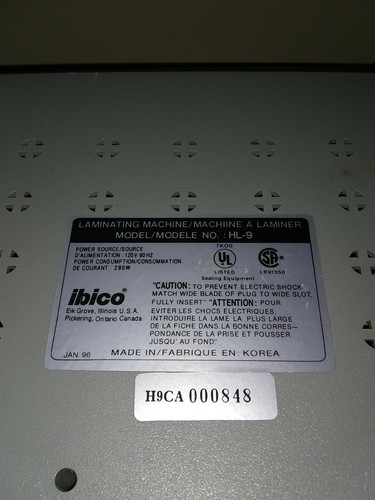 LAMINATING MACHINE/MACHIINE A LAMINER
MODEL/MODELE NO. : HL-9
POWER SOURCE/SOURCE
D'ALIMENTATION : 120V 60HZ
POWER CONSUMPTION/CONSOMMATION
DE COURANT : 290W
7K00
UL
LISTED
Sealing Equipment
SA
LR91350
ibico®
Elk Grove, Illinois U.S.A.
Pickering, Ontario Canada
"CAUTION: TO PREVENT ELECTRIC SHOCK
MATCH WIDE BLADE OF PLUG TO WIDE SLOT.
FULLY INSERT" "ATTENTION: POUR
EVITER LES CHOCS ELECTRIQUES,
INTRODUIRE LA LAME LA PLUS LARGE
DE LA FICHE DANS LA BONNE CORRES-
PONDANCE DE LA PRISE ET POUSSER
JUSQU' AU FOND"
JAN. 96
MADE IN/FABRIQUE EN: KOREA
H9CA 000848